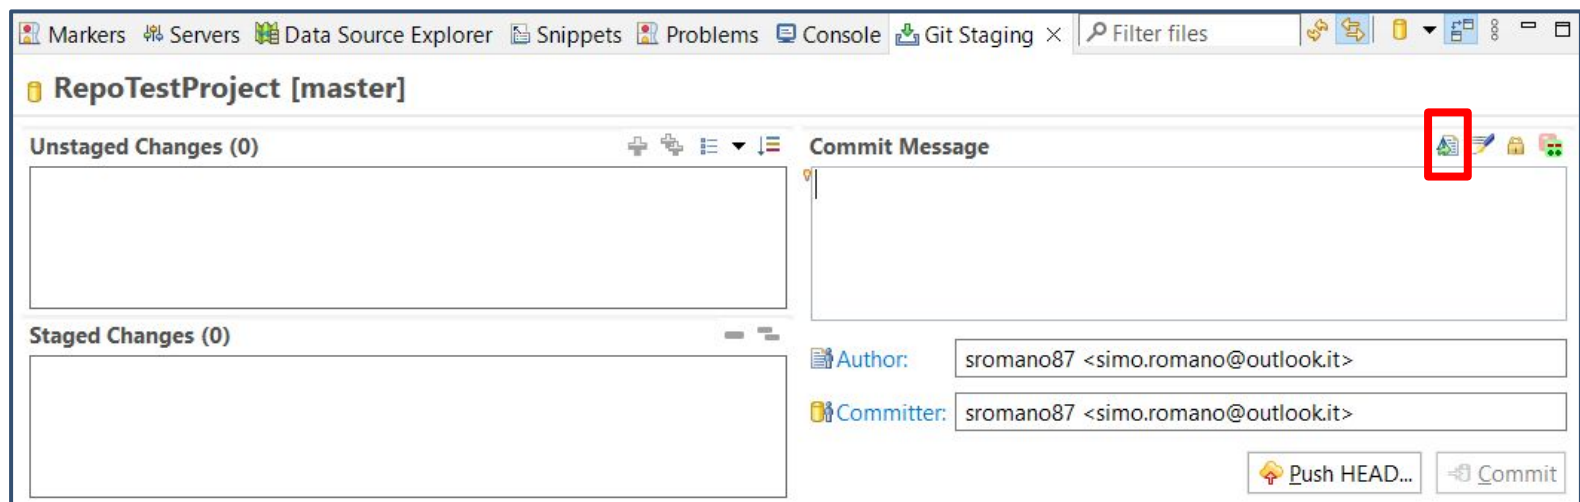 Markers Servers Data Source Explorer Snippets Problems Console Git Staging Filter files
RepoTestProject [master]
Unstaged Changes (0)
Commit Message
Staged Changes (0)
Author: sromano87 <simo.romano@outlook.it>
Committer: sromano87 <simo.romano@outlook.it>
Push HEAD... Commit